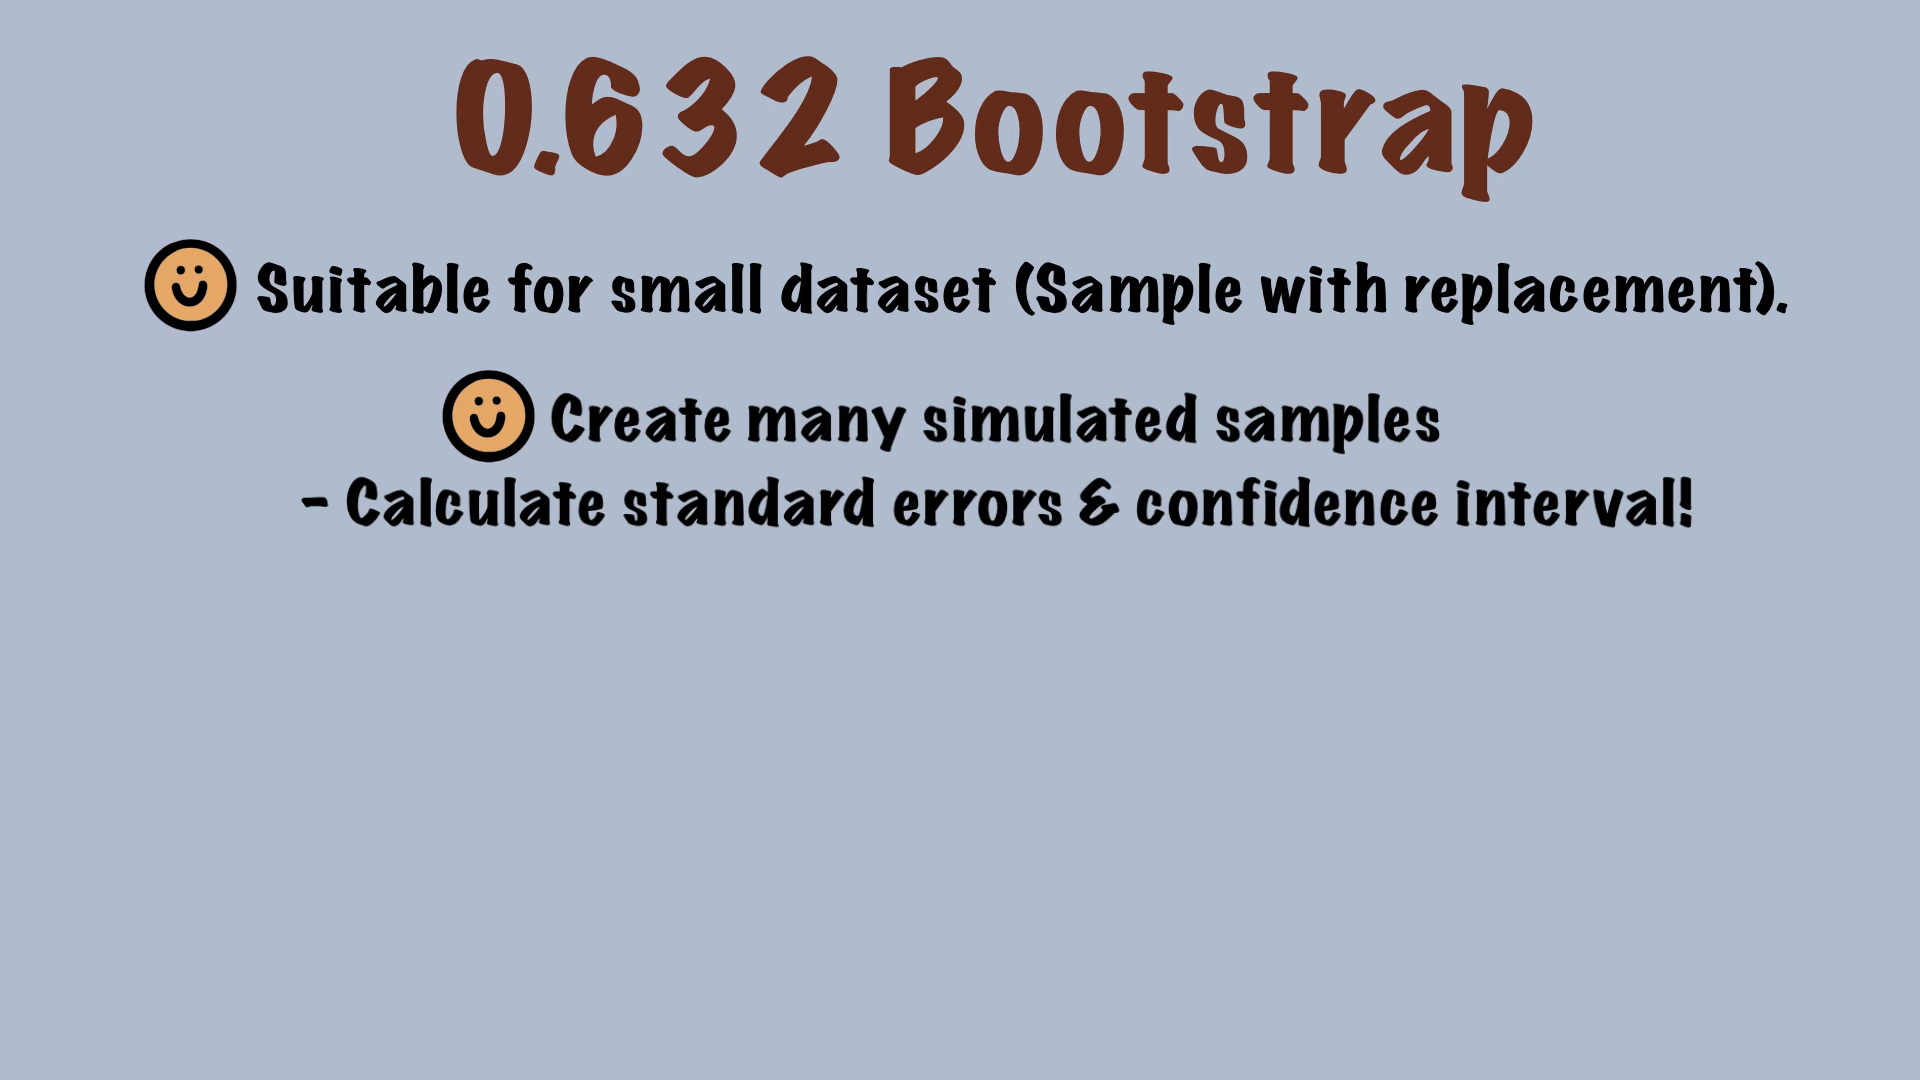 0.632 Bootstrap
Suitable for small dataset (Sample with replacement).
Create many simulated samples
- Calculate standard errors & confidence interval!